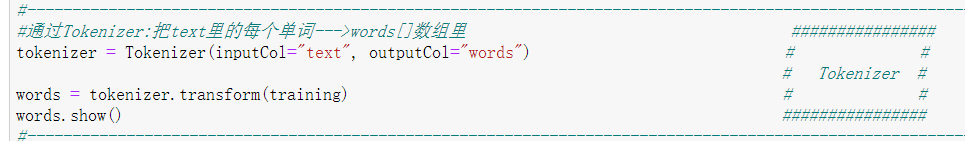 #---------------------------------------------------------------------------------------------------------------------
#通过Tokenizer:把text里的每个单词--->words[]数组里 ################
tokenizer = Tokenizer(inputCol="text", outputCol="words") # #
# Tokenizer #
words = tokenizer.transform(training) # #
words.show() ################
#---------------------------------------------------------------------------------------------------------------------